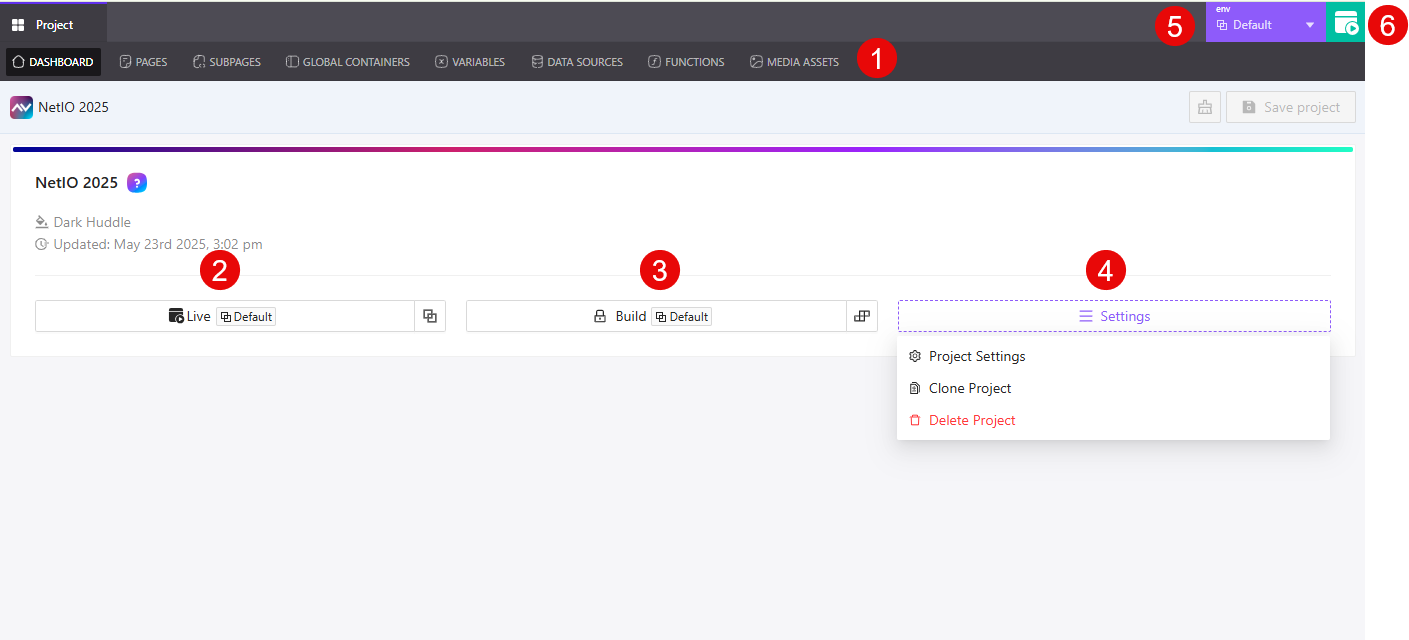 Project
env
Default
5
6
DASHBOARD PAGES SUBPAGES GLOBAL CONTAINERS VARIABLES DATA SOURCES FUNCTIONS MEDIA ASSETS
1
NetIO 2025
Save project
NetIO 2025 ?
Dark Huddle
Updated: May 23rd 2025, 3:02 pm
2
3
4
Live Default
Build Default
Settings
Project Settings
Clone Project
Delete Project